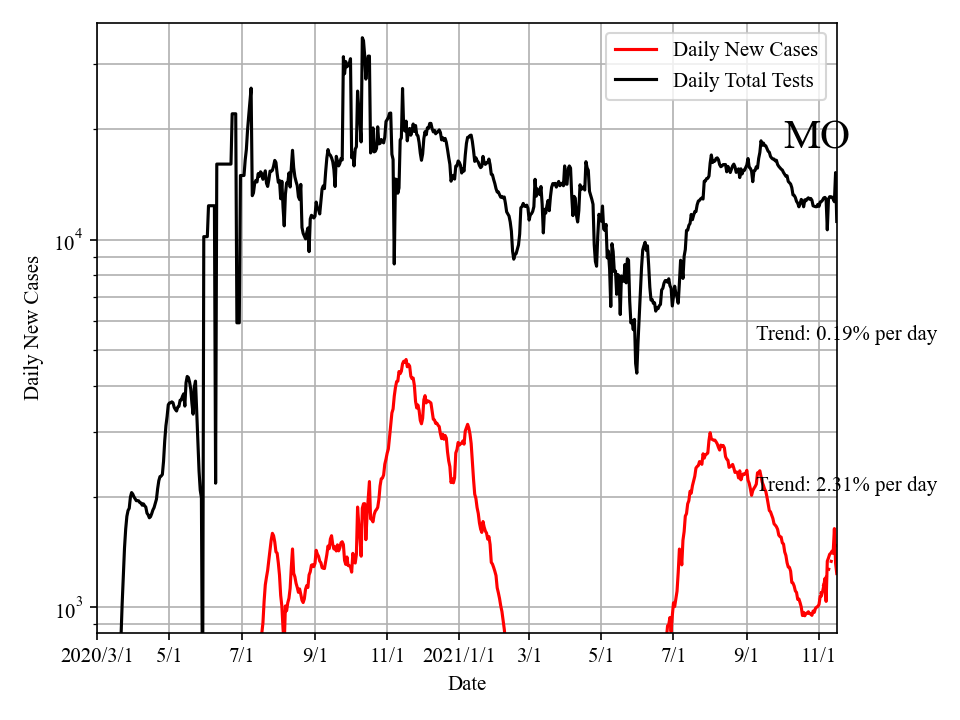 Daily New Cases
Daily Total Tests
MO
10^4
Daily New Cases
Trend: 0.19% per day
Trend: 2.31% per day
10^3
2020/3/1 5/1 7/1 9/1 11/1 2021/1/1 3/1 5/1 7/1 9/1 11/1
Date